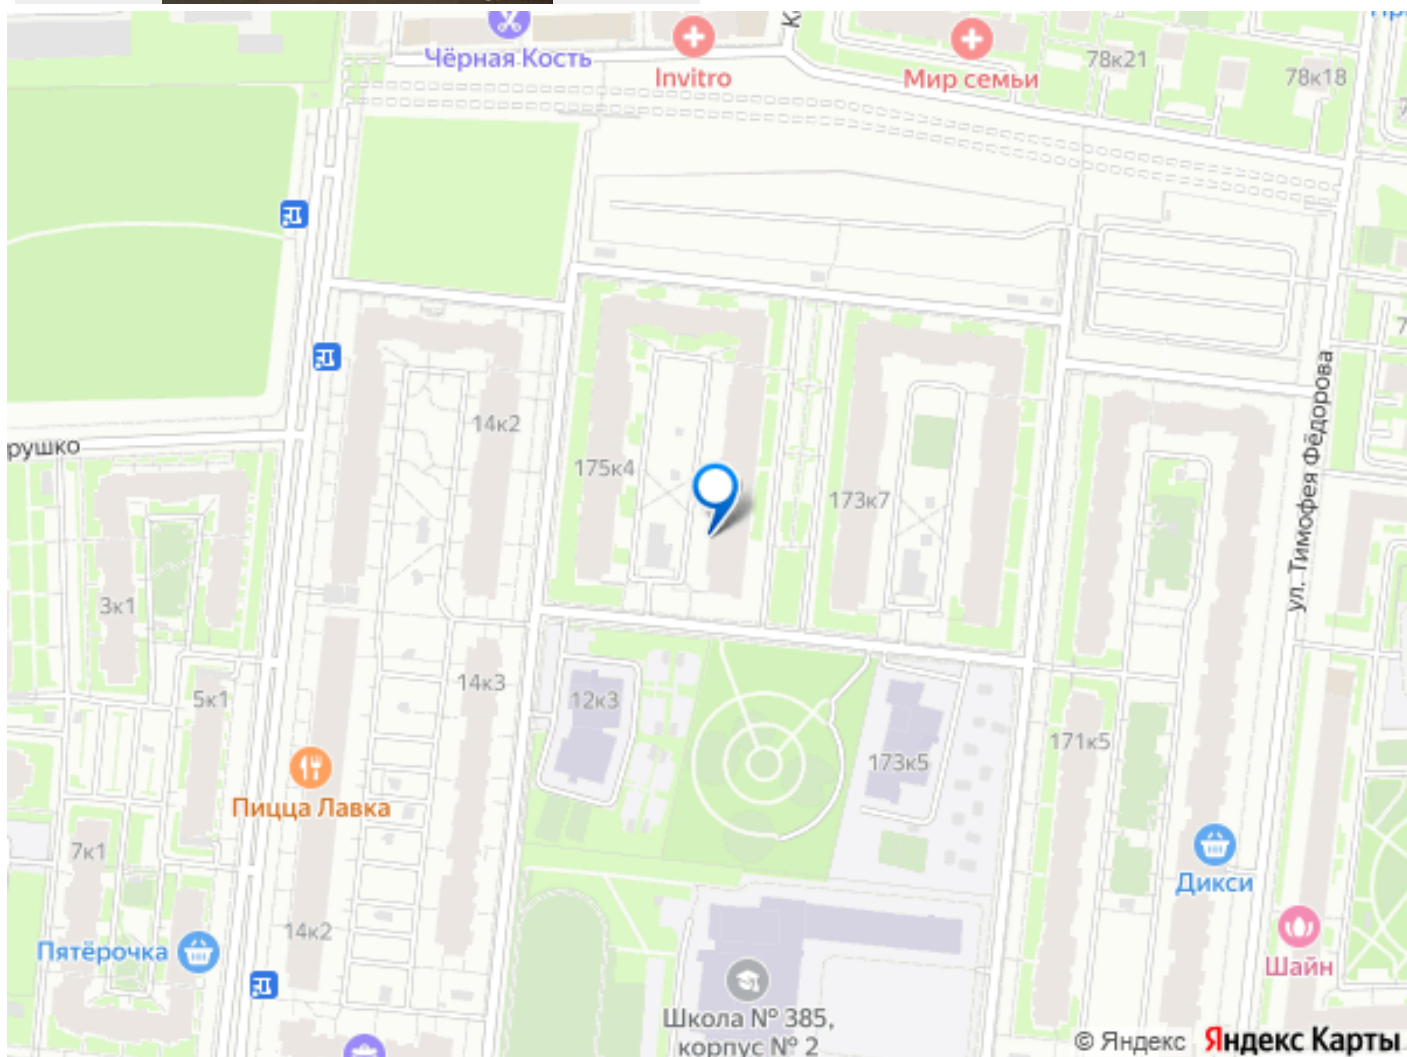 Чёрная Кость
Invitro
Мир семьи
78к21
78к18
14к2
175к4
173к7
рушко
ул. Тимофея Фёдорова
3к1
5к1
14к3
12к3
173к5
171к5
Пицца Лавка
7к1
14к2
Пятёрочка
Дикси
Шайн
Школа № 385,
корпус № 2
© Яндекс Яндекс Карты